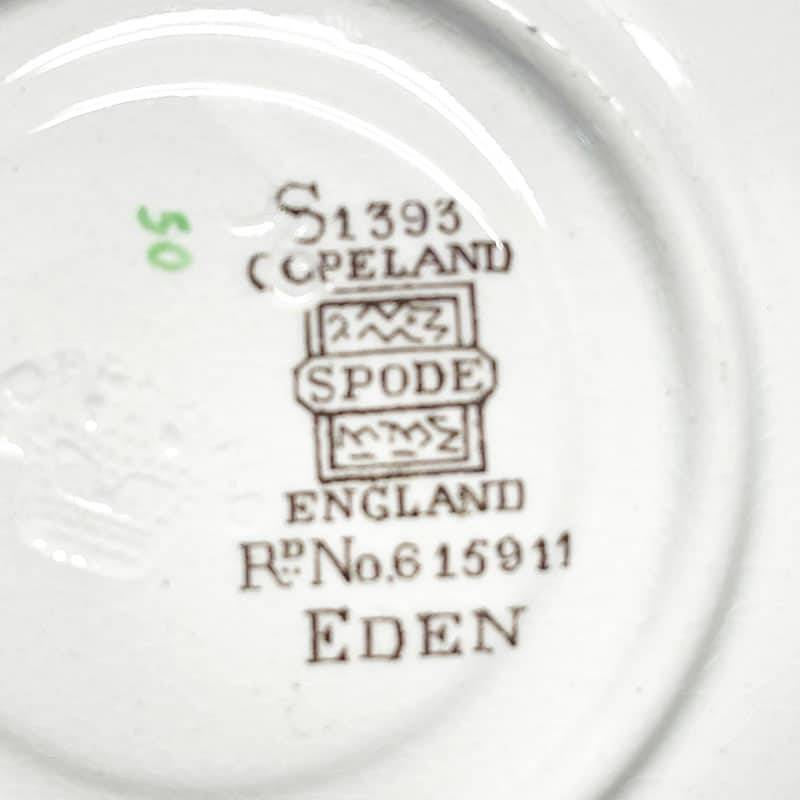 50
S1393
COPELAND
SPODE
ENGLAND
RD No. 615911
EDEN